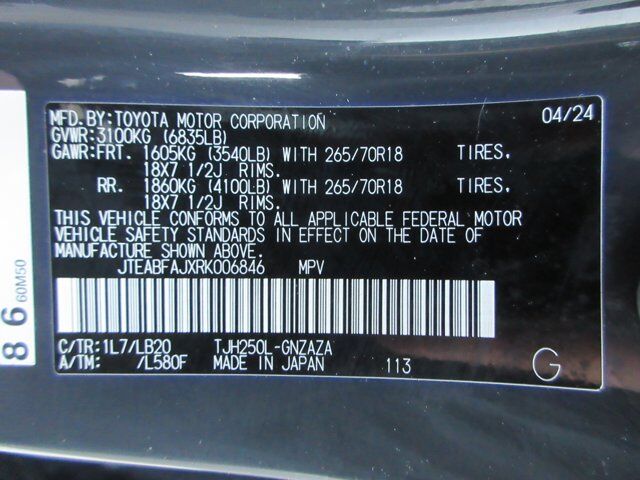 MFD.BY:TOYOTA MOTOR CORPORATION 04/24
GVWR:3100KG (6835LB)
GAWR:FRT. 1605KG (3540LB) WITH 265/70R18 TIRES,
18X7 1/2J RIMS.
RR. 1860KG (4100LB) WITH 265/70R18 TIRES,
18X7 1/2J RIMS.
THIS VEHICLE CONFORMS TO ALL APPLICABLE FEDERAL MOTOR
VEHICLE SAFETY STANDARDS IN EFFECT ON THE DATE OF
MANUFACTURE SHOWN ABOVE.
JTEABFAJXRK006846 MPV
C/TR:1L7/LB20 TJH250L-GNZAZA
A/TM: /L580F MADE IN JAPAN 113 G
8 6
60M50